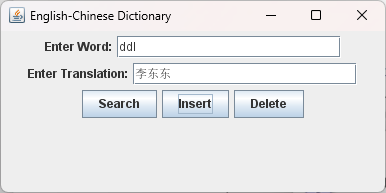 English-Chinese Dictionary
Enter Word: ddl
Enter Translation: 李东东
Search Insert Delete